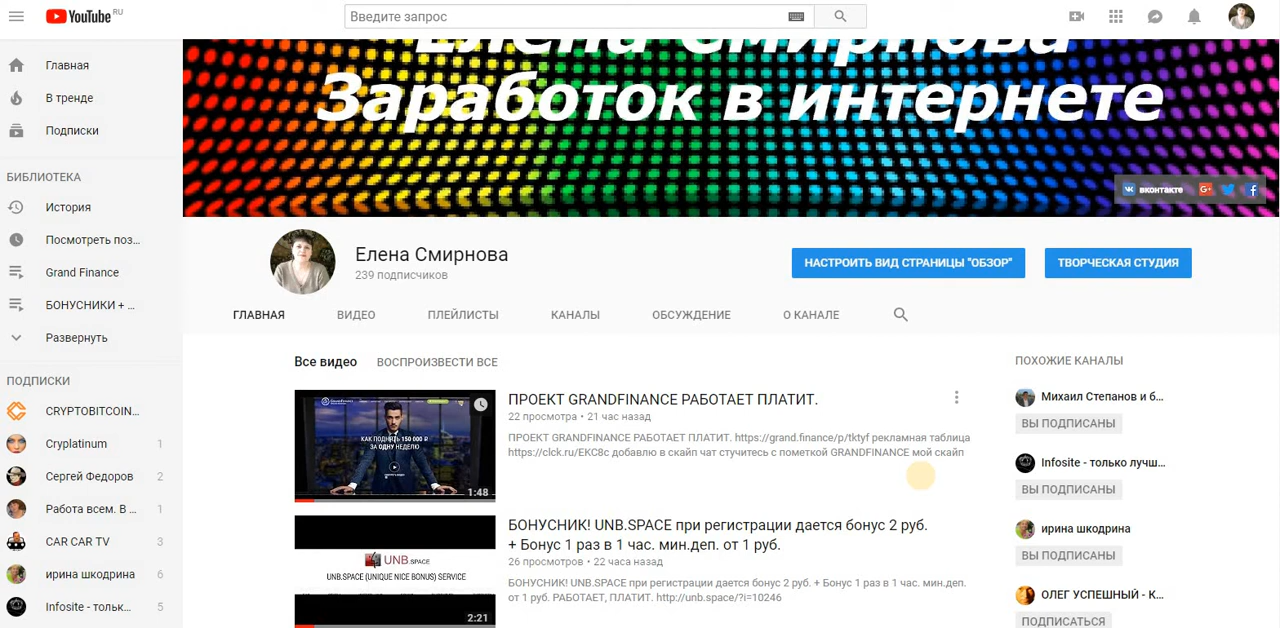 YouTube RU
Введите запрос
Главная
В тренде
Подписки
БИБЛИОТЕКА
История
Посмотреть поз...
Grand Finance
БОНУСНИКИ + ...
Развернуть
ПОДПИСКИ
CRYPTOBITCOIN...
Cryplatinum 1
Сергей Федоров 2
Работа всем. В ... 1
CAR CAR TV 3
ирина шкодрина 6
Infosite - тольк... 5
Елена Смирнова
Заработок в интернете
вконтакте
Елена Смирнова
239 подписчиков
НАСТРОИТЬ ВИД СТРАНИЦЫ "ОБЗОР"
ТВОРЧЕСКАЯ СТУДИЯ
ГЛАВНАЯ ВИДЕО ПЛЕЙЛИСТЫ КАНАЛЫ ОБСУЖДЕНИЕ О КАНАЛЕ
Все видео ВОСПРОИЗВЕСТИ ВСЕ
КАК ПОДНЯТЬ 150 000 ₽
ЗА ОДНУ НЕДЕЛЮ
1:48
ПРОЕКТ GRANDFINANCE РАБОТАЕТ ПЛАТИТ.
22 просмотра • 21 час назад
ПРОЕКТ GRANDFINANCE РАБОТАЕТ ПЛАТИТ. https://grand.finance/p/tktyf рекламная таблица
https://clck.ru/EKC8c добавлю в скайп чат стучитесь с пометкой GRANDFINANCE мой скайп
UNB.SPACE
UNB.SPACE (UNIQUE NICE BONUS) SERVICE
2:21
БОНУСНИК! UNB.SPACE при регистрации дается бонус 2 руб.
+ Бонус 1 раз в 1 час. мин.деп. от 1 руб.
26 просмотров • 22 часа назад
БОНУСНИК! UNB.SPACE при регистрации дается бонус 2 руб. + Бонус 1 раз в 1 час. мин.деп.
от 1 руб. РАБОТАЕТ, ПЛАТИТ. http://unb.space/?i=10246
ПОХОЖИЕ КАНАЛЫ
Михаил Степанов и б...
ВЫ ПОДПИСАНЫ
Infosite - только лучш...
ВЫ ПОДПИСАНЫ
ирина шкодрина
ВЫ ПОДПИСАНЫ
ОЛЕГ УСПЕШНЫЙ - К...
ПОДПИСАТЬСЯ